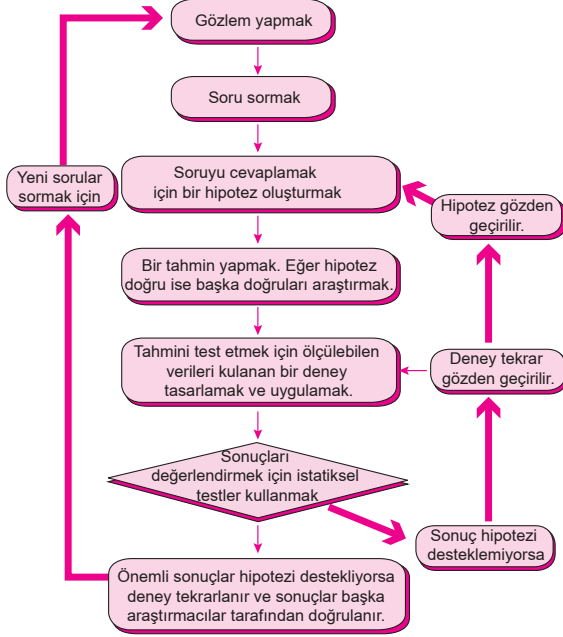 Gözlem yapmak
Soru sormak
Soruyu cevaplamak
için bir hipotez oluşturmak
Yeni sorular
sormak için
Hipotez gözden
geçirilir.
Bir tahmin yapmak. Eğer hipotez
doğru ise başka doğruları araştırmak.
Tahmini test etmek için ölçülebilen
verileri kulanan bir deney
tasarlamak ve uygulamak.
Deney tekrar
gözden geçirilir.
Sonuçları
değerlendirmek için istatiksel
testler kullanmak
Sonuç hipotezi
desteklemiyorsa
Önemli sonuçlar hipotezi destekliyorsa
deney tekrarlanır ve sonuçlar başka
araştırmacılar tarafından doğrulanır.